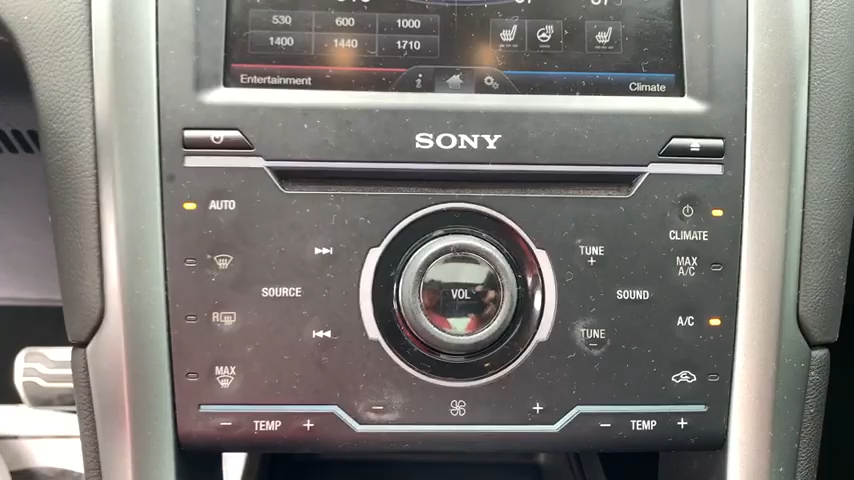 530 600 1000
1400 1440 1710
Entertainment i Climate
SONY
AUTO
CLIMATE
TUNE
+
MAX
A/C
SOURCE VOL SOUND
R
A/C
TUNE
−
MAX
− +
− TEMP + − TEMP +